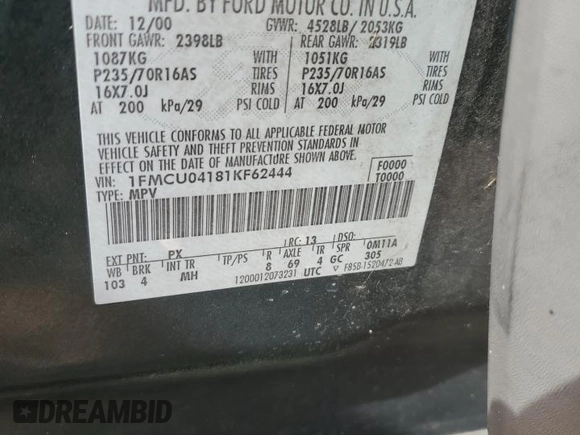 MFD. BY FORD MOTOR CO. IN U.S.A.
DATE: 12/00 GVWR: 4528LB/ 2053KG
FRONT GAWR: 2398LB REAR GAWR: 2319LB
1087KG 1051KG
P235/70R16AS TIRES P235/70R16AS TIRES
16X7.0J RIMS 16X7.0J RIMS
AT 200 kPa/29 PSI COLD AT 200 kPa/29 PSI COLD
THIS VEHICLE CONFORMS TO ALL APPLICABLE FEDERAL MOTOR
VEHICLE SAFETY AND THEFT PREVENTION STANDARDS IN
EFFECT ON THE DATE OF MANUFACTURE SHOWN ABOVE.
VIN: 1FMCU04181KF62444 F0000
TYPE: MPV T0000
EXT PNT: PX RC: 13 DSO:
WB BRK INT TR TP/PS R AXLE TR SPR 0M11A
103 4 MH 8 69 4 GC 305
1200012073231 UTC ▽ F85B-1520472-AB
DREAMBID